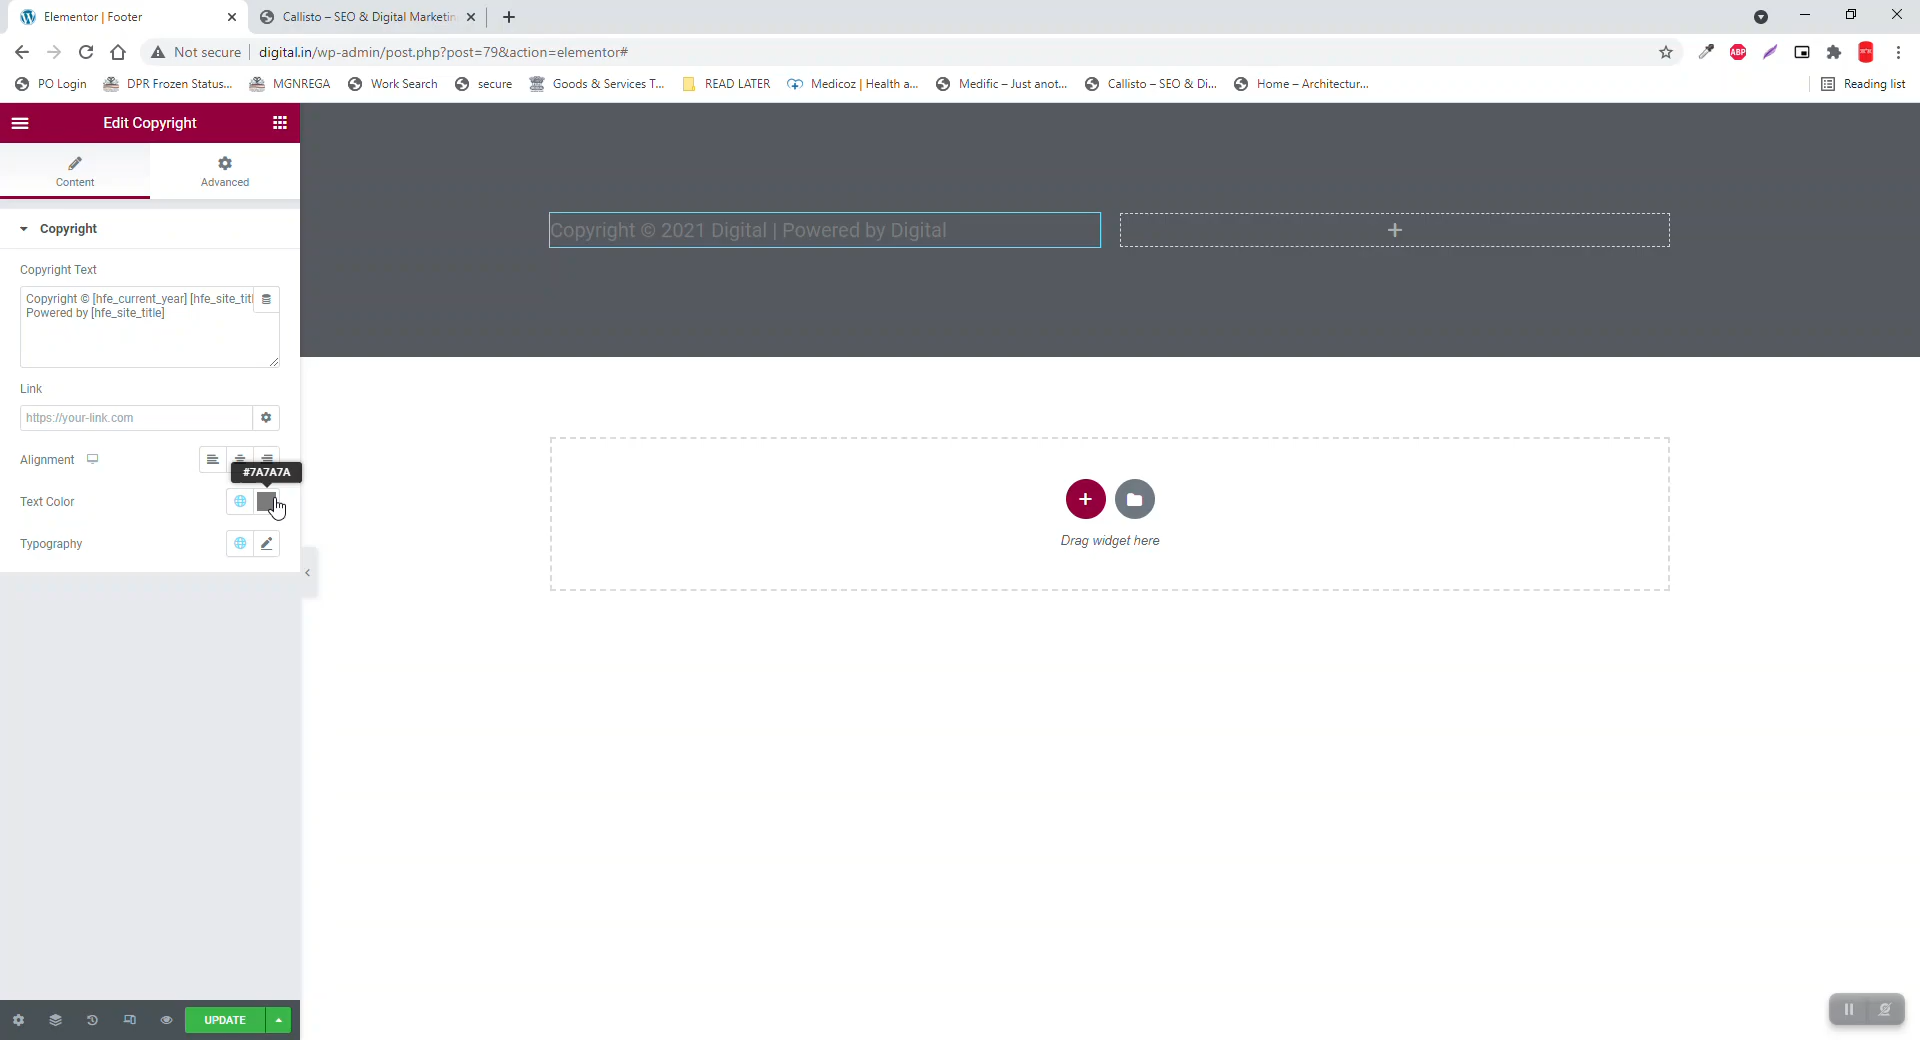 Elementor | Footer
Callisto – SEO & Digital Marketin
Not secure
digital.in/wp-admin/post.php?post=79&action=elementor#
ABP
PO Login
DPR Frozen Status...
MGNREGA
Work Search
secure
Goods & Services T...
READ LATER
Medicoz | Health a...
Medific – Just anot...
Callisto – SEO & Di...
Home – Architectur...
Reading list
Edit Copyright
Content
Advanced
Copyright
Copyright Text
Copyright © [hfe_current_year] [hfe_site_titl
Powered by [hfe_site_title]
Link
https://your-link.com
Alignment
#7A7A7A
Text Color
Typography
UPDATE
Copyright © 2021 Digital | Powered by Digital
Drag widget here